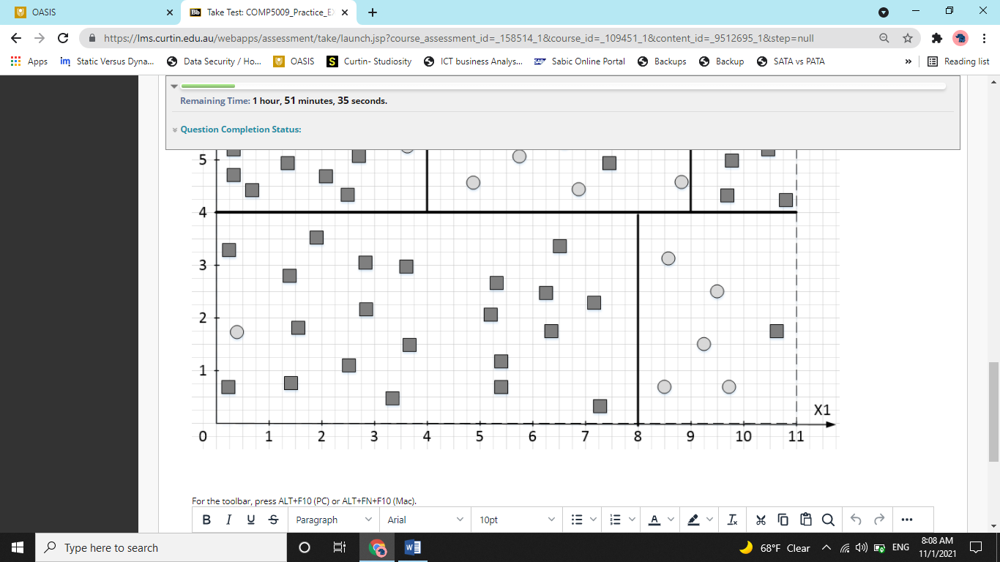 OASIS
Bb Take Test: COMP5009_Practice_E
https://lms.curtin.edu.au/webapps/assessment/take/launch.jsp?course_assessment_id=_158514_1&course_id=_109451_1&content_id=_9512695_1&step=null
Apps im Static Versus Dyna... Data Security / Ho... OASIS S Curtin- Studiosity ICT business Analys... SAP Sabic Online Portal Backups Backup SATA vs PATA » Reading list
Remaining Time: 1 hour, 51 minutes, 35 seconds.
Question Completion Status:
5
4
3
2
1
X1
0 1 2 3 4 5 6 7 8 9 10 11
For the toolbar, press ALT+F10 (PC) or ALT+FN+F10 (Mac).
B I U S Paragraph Arial 10pt A
Type here to search
W
68°F Clear ENG
8:08 AM
11/1/2021